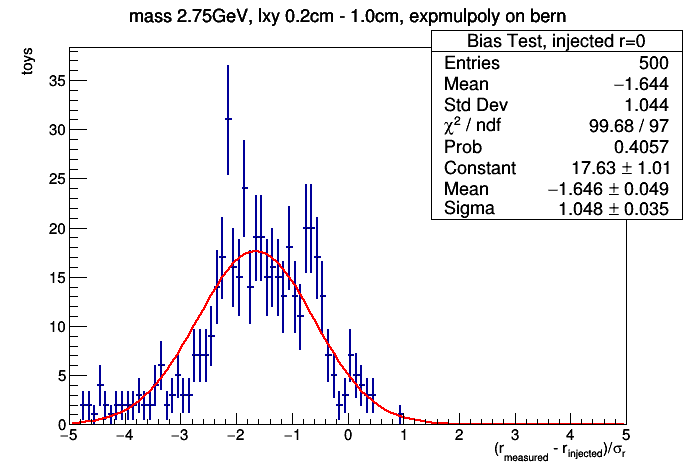 mass 2.75GeV, lxy 0.2cm - 1.0cm, expmulpoly on bern
Bias Test, injected r=0
Entries 500
Mean −1.644
Std Dev 1.044
χ² / ndf 99.68 / 97
Prob 0.4057
Constant 17.63 ± 1.01
Mean −1.646 ± 0.049
Sigma 1.048 ± 0.035
toys
35
30
25
20
15
10
5
0
−5 −4 −3 −2 −1 0 1 2 3 4 5
(r_measured - r_injected)/σ_r